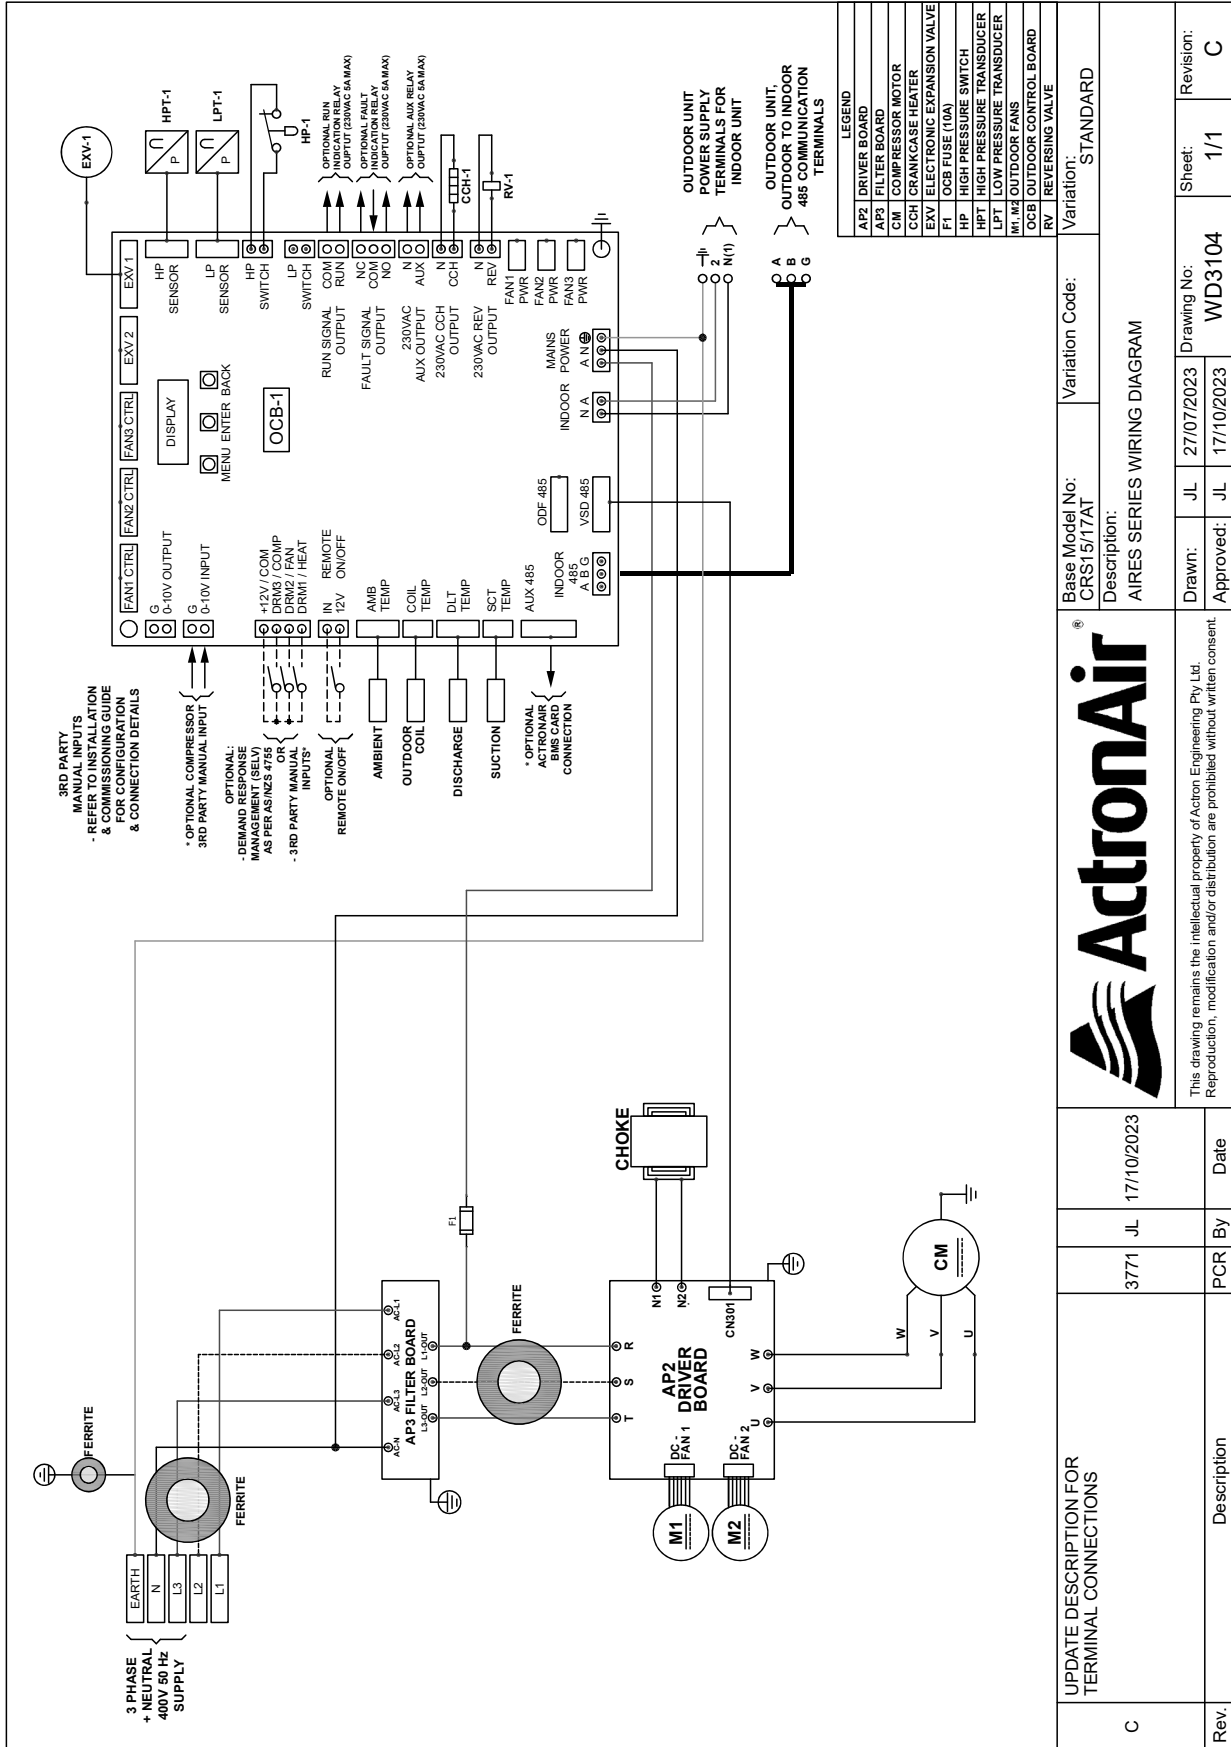 3 PHASE
+ NEUTRAL
400V 50 Hz
SUPPLY
EARTH
N
L3
L2
L1
FERRITE
FERRITE
AC-N
AC-L3
AC-L2
AC-L1
AP3 FILTER BOARD
L3-OUT
L2-OUT
L1-OUT
F1
FERRITE
T
S
R
N1
N2
AP2
DRIVER
BOARD
CN301
DC -
FAN 1
DC -
FAN 2
U
V
W
M1
M2
CHOKE
W
V
U
CM
3RD PARTY
MANUAL INPUTS
- REFER TO INSTALLATION
& COMMISSIONING GUIDE
FOR CONFIGURATION
& CONNECTION DETAILS
* OPTIONAL COMPRESSOR
3RD PARTY MANUAL INPUT
OPTIONAL:
- DEMAND RESPONSE
MANAGEMENT (SELV)
AS PER AS/NZS 4755
OR
- 3RD PARTY MANUAL
INPUTS*
OPTIONAL
REMOTE ON/OFF
AMBIENT
OUTDOOR
COIL
DISCHARGE
SUCTION
* OPTIONAL
ACTRONAIR
BMS CARD
CONNECTION
FAN1 CTRL
FAN2 CTRL
FAN3 CTRL
EXV 2
EXV 1
G
0-10V OUTPUT
G
0-10V INPUT
+12V / COM
DRM3 / COMP
DRM2 / FAN
DRM1 / HEAT
IN
12V
REMOTE
ON/OFF
AMB
TEMP
COIL
TEMP
DLT
TEMP
SCT
TEMP
AUX 485
INDOOR
485
A B G
DISPLAY
MENU
ENTER
BACK
OCB-1
ODF 485
VSD 485
INDOOR
N A
MAINS
POWER
A N
HP
SENSOR
LP
SENSOR
HP
SWITCH
LP
SWITCH
RUN SIGNAL
OUTPUT
COM
RUN
FAULT SIGNAL
OUTPUT
NC
COM
NO
230VAC
AUX OUTPUT
N
AUX
230VAC CCH
OUTPUT
N
CCH
230VAC REV
OUTPUT
N
REV
FAN1
PWR
FAN2
PWR
FAN3
PWR
EXV-1
HPT-1
P
LPT-1
P
HP-1
OPTIONAL RUN
INDICATION RELAY
OUPTUT (230VAC 5A MAX)
OPTIONAL FAULT
INDICATION RELAY
OUPTUT (230VAC 5A MAX)
OPTIONAL AUX RELAY
OUPTUT (230VAC 5A MAX)
CCH-1
RV-1
OUTDOOR UNIT
POWER SUPPLY
TERMINALS FOR
INDOOR UNIT
2
N(1)
OUTDOOR UNIT,
OUTDOOR TO INDOOR
485 COMMUNICATION
TERMINALS
A
B
G
LEGEND
AP2 DRIVER BOARD
AP3 FILTER BOARD
CM COMPRESSOR MOTOR
CCH CRANKCASE HEATER
EXV ELECTRONIC EXPANSION VALVE
F1 OCB FUSE (10A)
HP HIGH PRESSURE SWITCH
HPT HIGH PRESSURE TRANSDUCER
LPT LOW PRESSURE TRANSDUCER
M1, M2 OUTDOOR FANS
OCB OUTDOOR CONTROL BOARD
RV REVERSING VALVE
C
UPDATE DESCRIPTION FOR
TERMINAL CONNECTIONS
3771 JL 17/10/2023
Rev. Description PCR By Date
ActronAir ®
This drawing remains the intellectual property of Actron Engineering Pty Ltd.
Reproduction, modification and/or distribution are prohibited without written consent.
Base Model No:
CRS15/17AT
Variation Code:
Variation:
STANDARD
Description:
AIRES SERIES WIRING DIAGRAM
Drawn: JL 27/07/2023
Approved: JL 17/10/2023
Drawing No:
WD3104
Sheet:
1/1
Revision:
C